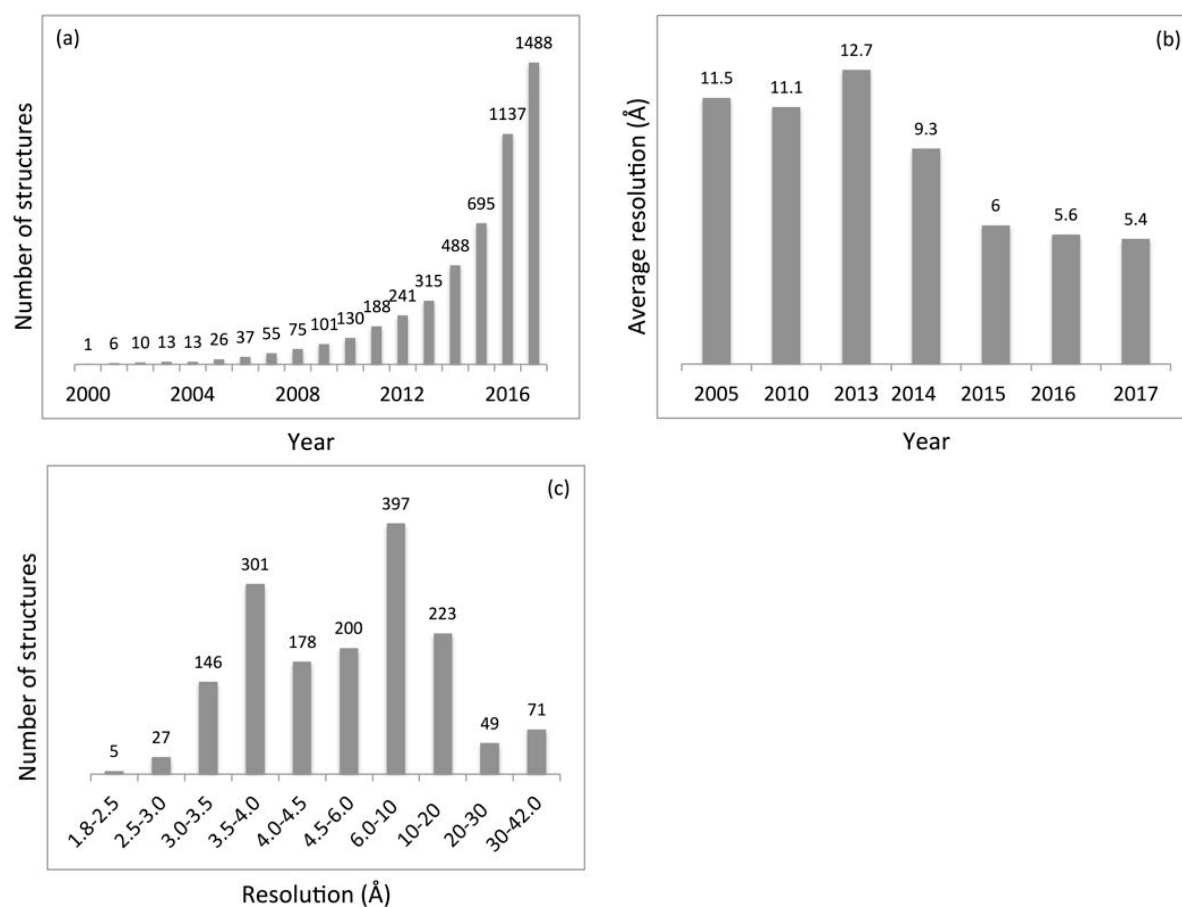 (a)
Number of structures
1 6 10 13 13 26 37 55 75 101 130 188 241 315 488 695 1137 1488
2000 2004 2008 2012 2016
Year
(b)
Average resolution (Å)
11.5 11.1 12.7 9.3 6 5.6 5.4
2005 2010 2013 2014 2015 2016 2017
Year
(c)
Number of structures
5 27 146 301 178 200 397 223 49 71
1.8-2.5 2.5-3.0 3.0-3.5 3.5-4.0 4.0-4.5 4.5-6.0 6.0-10 10-20 20-30 30-42.0
Resolution (Å)